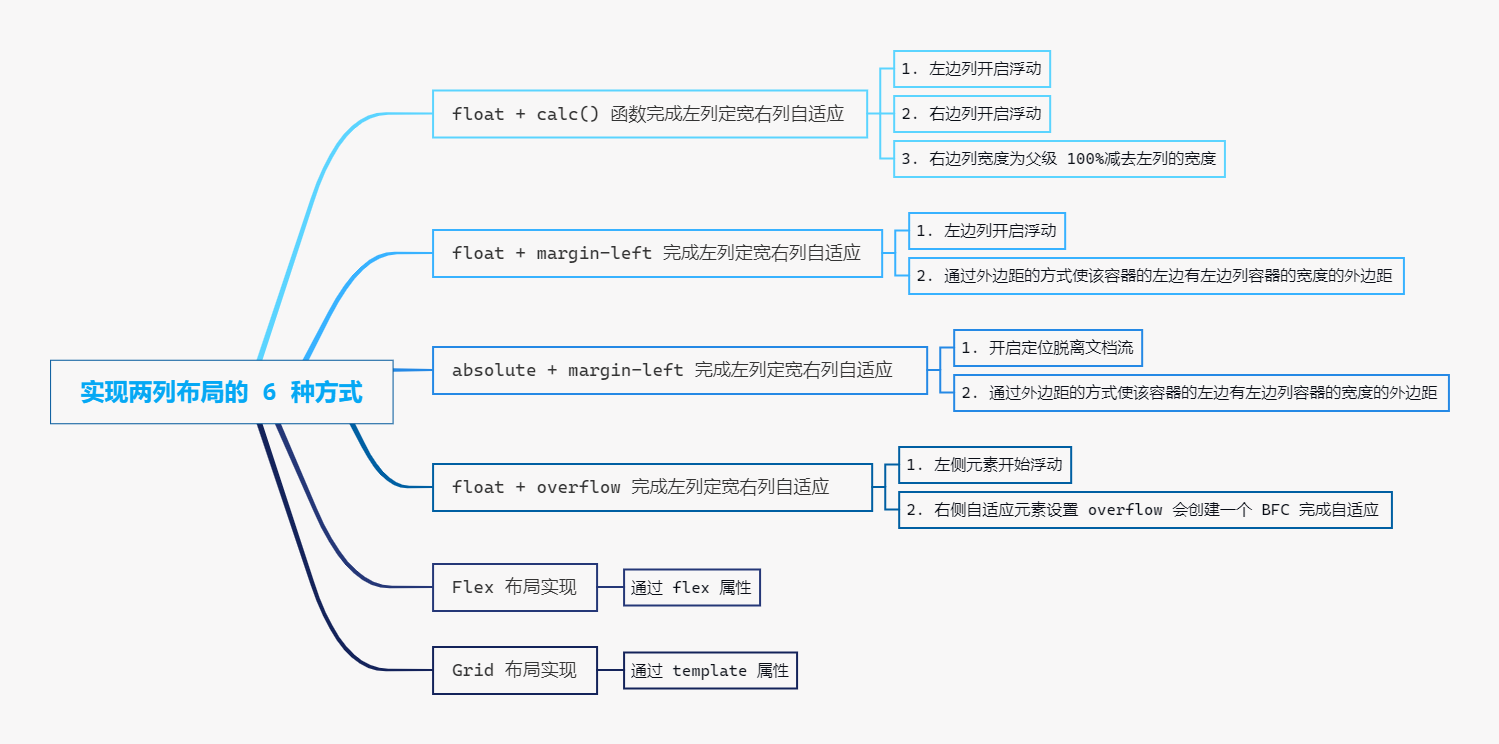 实现两列布局的 6 种方式
float + calc() 函数完成左列定宽右列自适应
1. 左边列开启浮动
2. 右边列开启浮动
3. 右边列宽度为父级 100%减去左列的宽度
float + margin-left 完成左列定宽右列自适应
1. 左边列开启浮动
2. 通过外边距的方式使该容器的左边有左边列容器的宽度的外边距
absolute + margin-left 完成左列定宽右列自适应
1. 开启定位脱离文档流
2. 通过外边距的方式使该容器的左边有左边列容器的宽度的外边距
float + overflow 完成左列定宽右列自适应
1. 左侧元素开始浮动
2. 右侧自适应元素设置 overflow 会创建一个 BFC 完成自适应
Flex 布局实现
通过 flex 属性
Grid 布局实现
通过 template 属性